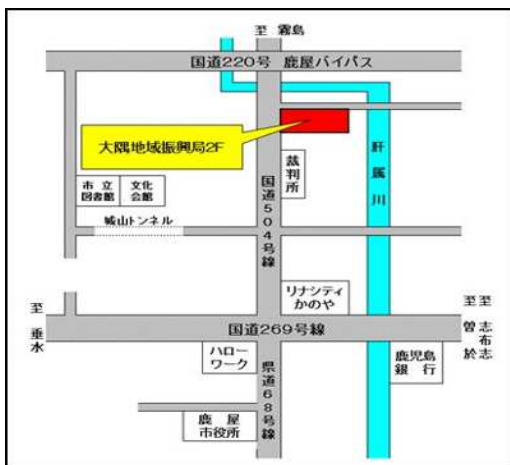 至 霧島
国道220号 鹿屋バイパス
大隅地域振興局2F
裁判所
肝属川
市立
図書館
文化
会館
国道504号線
城山トンネル
リナシティ
かのや
至 垂水
国道269号線
至 曽於
至 志布志
ハロー
ワーク
県道68号線
鹿児島
銀行
鹿屋
市役所